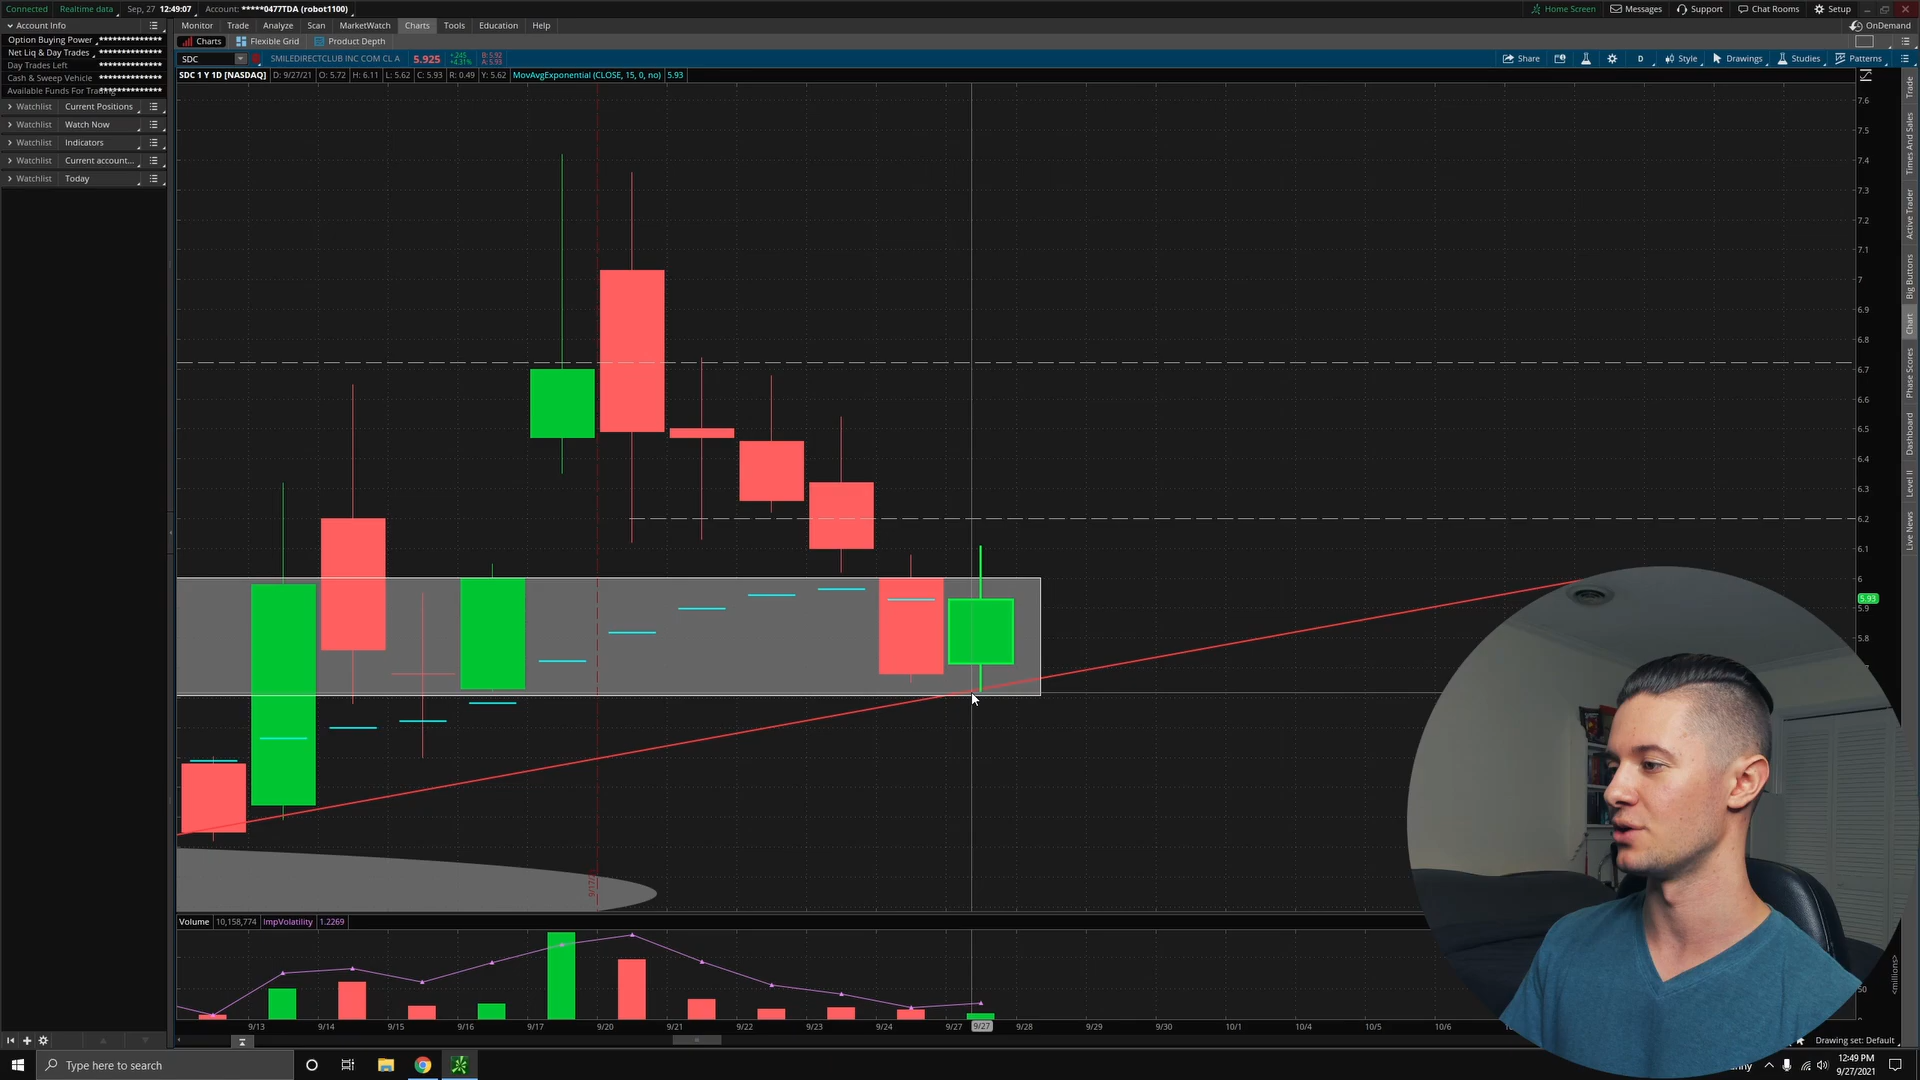 Connected Realtime data Sep, 27 12:49:07 Account: *****0477TDA (robot1100) Home Screen Messages Support Chat Rooms Setup
Account Info Monitor Trade Analyze Scan MarketWatch Charts Tools Education Help OnDemand
Option Buying Power **************
Net Liq & Day Trades **************
Day Trades Left **************
Cash & Sweep Vehicle **************
Available Funds For Trading **************
Watchlist Current Positions
Watchlist Watch Now
Watchlist Indicators
Watchlist Current account...
Watchlist Today
Charts Flexible Grid Product Depth
SDC SMILEDIRECTCLUB INC COM CL A 5.925 +.245 +4.31% B: 5.92 A: 5.93 Share D Style Drawings Studies Patterns
SDC 1 Y 1D [NASDAQ] D: 9/27/21 O: 5.72 H: 6.11 L: 5.62 C: 5.93 R: 0.49 Y: 5.62 MovAvgExponential (CLOSE, 15, 0, no) 5.93
7.6
7.5
7.4
7.3
7.2
7.1
7
6.9
6.8
6.7
6.6
6.5
6.4
6.3
6.2
6.1
6
5.93
5.9
5.8
Trade
Times And Sales
Active Trader
Big Buttons
Chart
Phase Scores
Dashboard
Level II
Live News
Volume 10,158,774 ImpVolatility 1.2269
<millions>
50
9/13 9/14 9/15 9/16 9/17 9/20 9/21 9/22 9/23 9/24 9/27 9/27 9/28 9/29 9/30 10/1 10/4 10/5 10/6
Drawing set: Default
Type here to search
12:49 PM
9/27/2021